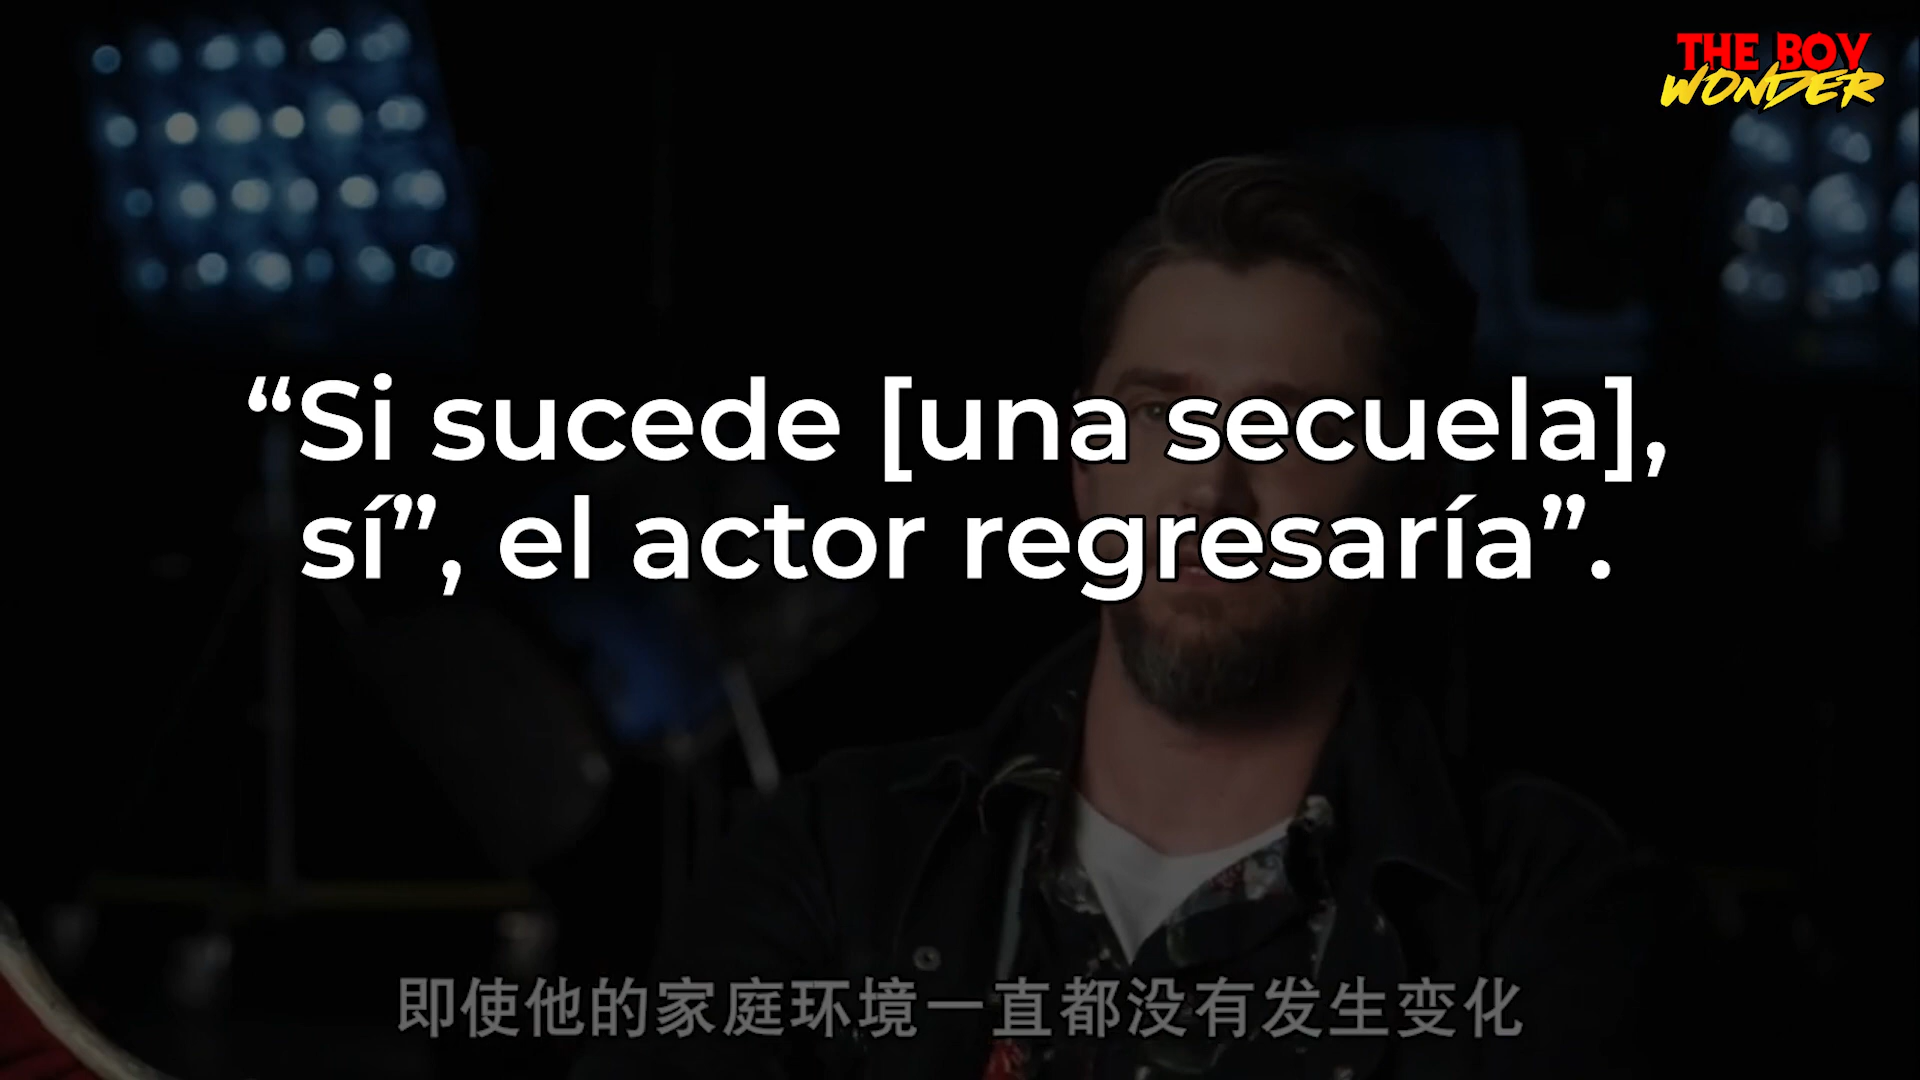 THE BOY
WONDER
“Si sucede [una secuela],
sí”, el actor regresaría”.
即使他的家庭环境一直都没有发生变化